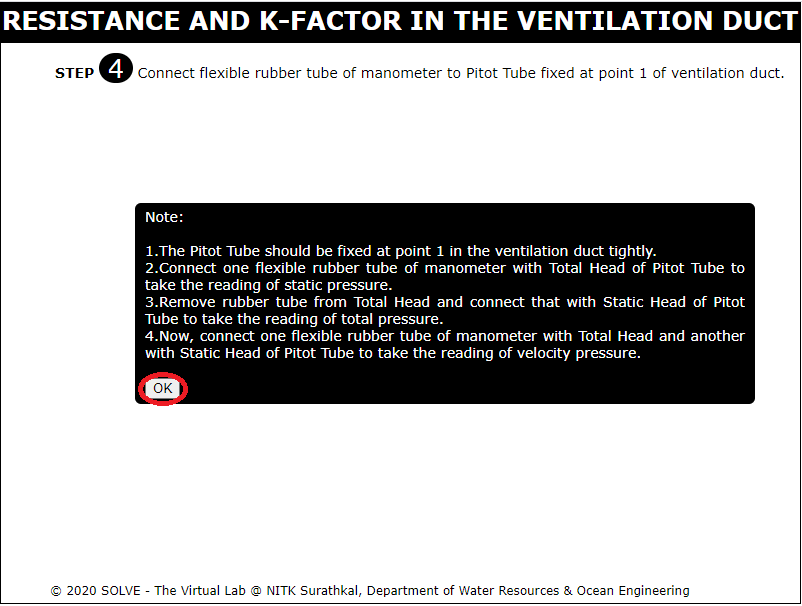 RESISTANCE AND K-FACTOR IN THE VENTILATION DUCT
STEP 4 Connect flexible rubber tube of manometer to Pitot Tube fixed at point 1 of ventilation duct.
Note:
1.The Pitot Tube should be fixed at point 1 in the ventilation duct tightly.
2.Connect one flexible rubber tube of manometer with Total Head of Pitot Tube to
take the reading of static pressure.
3.Remove rubber tube from Total Head and connect that with Static Head of Pitot
Tube to take the reading of total pressure.
4.Now, connect one flexible rubber tube of manometer with Total Head and another
with Static Head of Pitot Tube to take the reading of velocity pressure.
OK
© 2020 SOLVE - The Virtual Lab @ NITK Surathkal, Department of Water Resources & Ocean Engineering